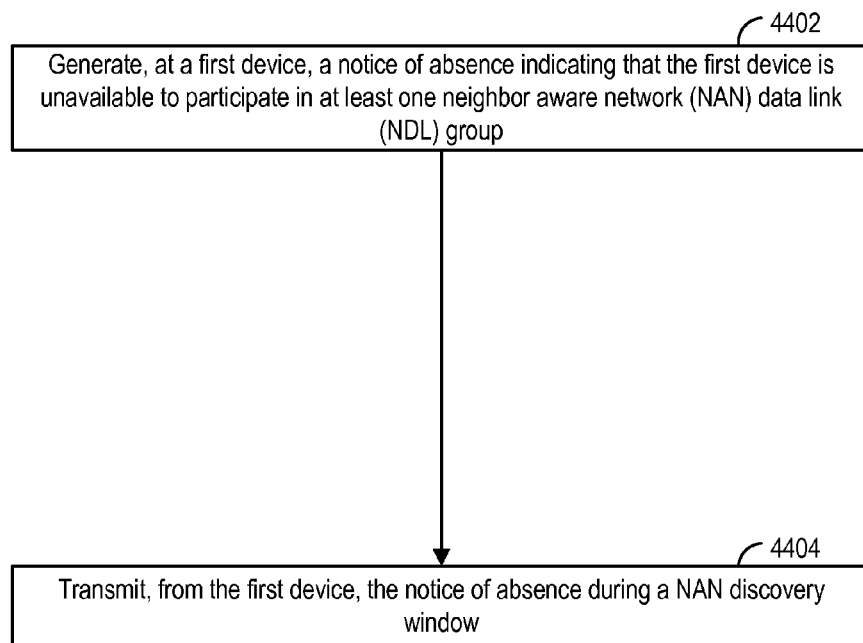 4402
Generate, at a first device, a notice of absence indicating that the first device is
unavailable to participate in at least one neighbor aware network (NAN) data link
(NDL) group
4404
Transmit, from the first device, the notice of absence during a NAN discovery
window